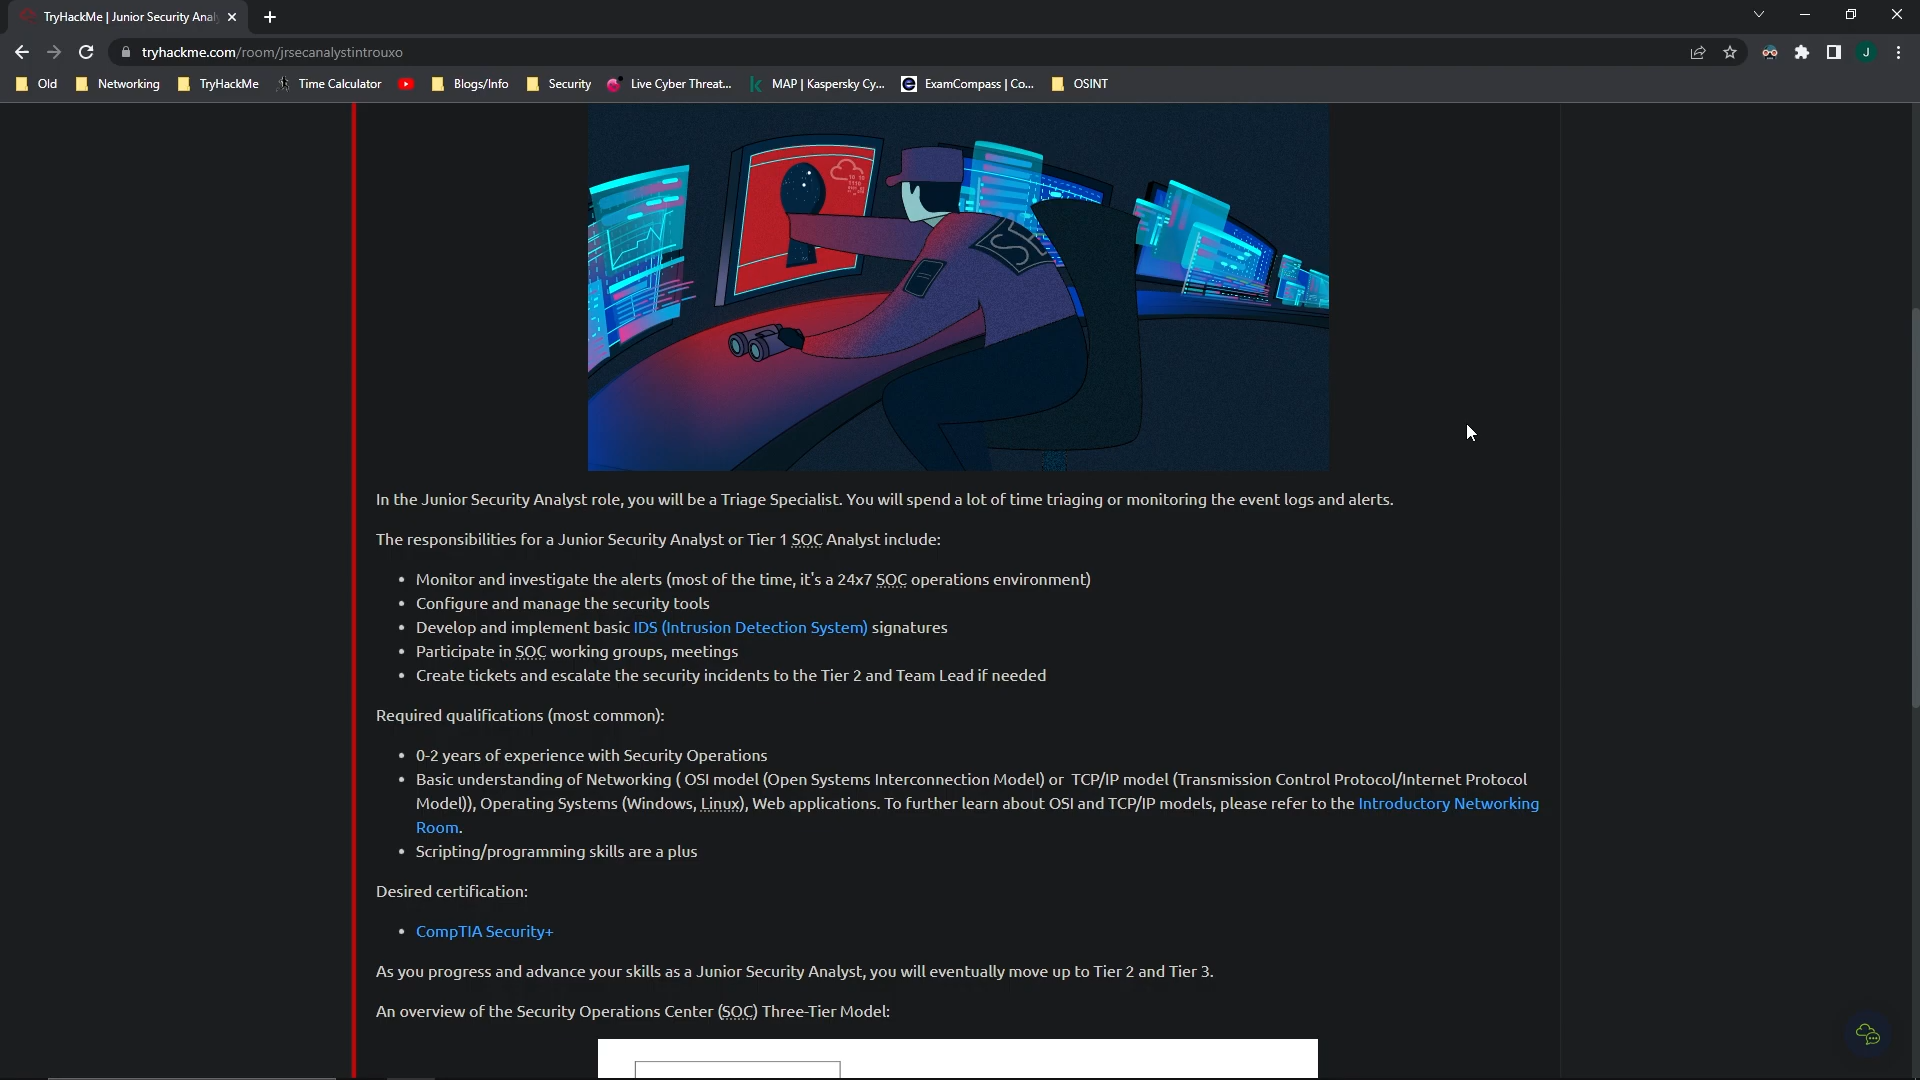 TryHackMe | Junior Security Anal
tryhackme.com/room/jrsecanalystintrouxo
J
Old
Networking
TryHackMe
Time Calculator
Blogs/Info
Security
Live Cyber Threat...
MAP | Kaspersky Cy...
ExamCompass | Co...
OSINT
In the Junior Security Analyst role, you will be a Triage Specialist. You will spend a lot of time triaging or monitoring the event logs and alerts.
The responsibilities for a Junior Security Analyst or Tier 1 SOC Analyst include:
• Monitor and investigate the alerts (most of the time, it's a 24x7 SOC operations environment)
• Configure and manage the security tools
• Develop and implement basic IDS (Intrusion Detection System) signatures
• Participate in SOC working groups, meetings
• Create tickets and escalate the security incidents to the Tier 2 and Team Lead if needed
Required qualifications (most common):
• 0-2 years of experience with Security Operations
• Basic understanding of Networking ( OSI model (Open Systems Interconnection Model) or TCP/IP model (Transmission Control Protocol/Internet Protocol
Model)), Operating Systems (Windows, Linux), Web applications. To further learn about OSI and TCP/IP models, please refer to the Introductory Networking
Room.
• Scripting/programming skills are a plus
Desired certification:
• CompTIA Security+
As you progress and advance your skills as a Junior Security Analyst, you will eventually move up to Tier 2 and Tier 3.
An overview of the Security Operations Center (SOC) Three-Tier Model: